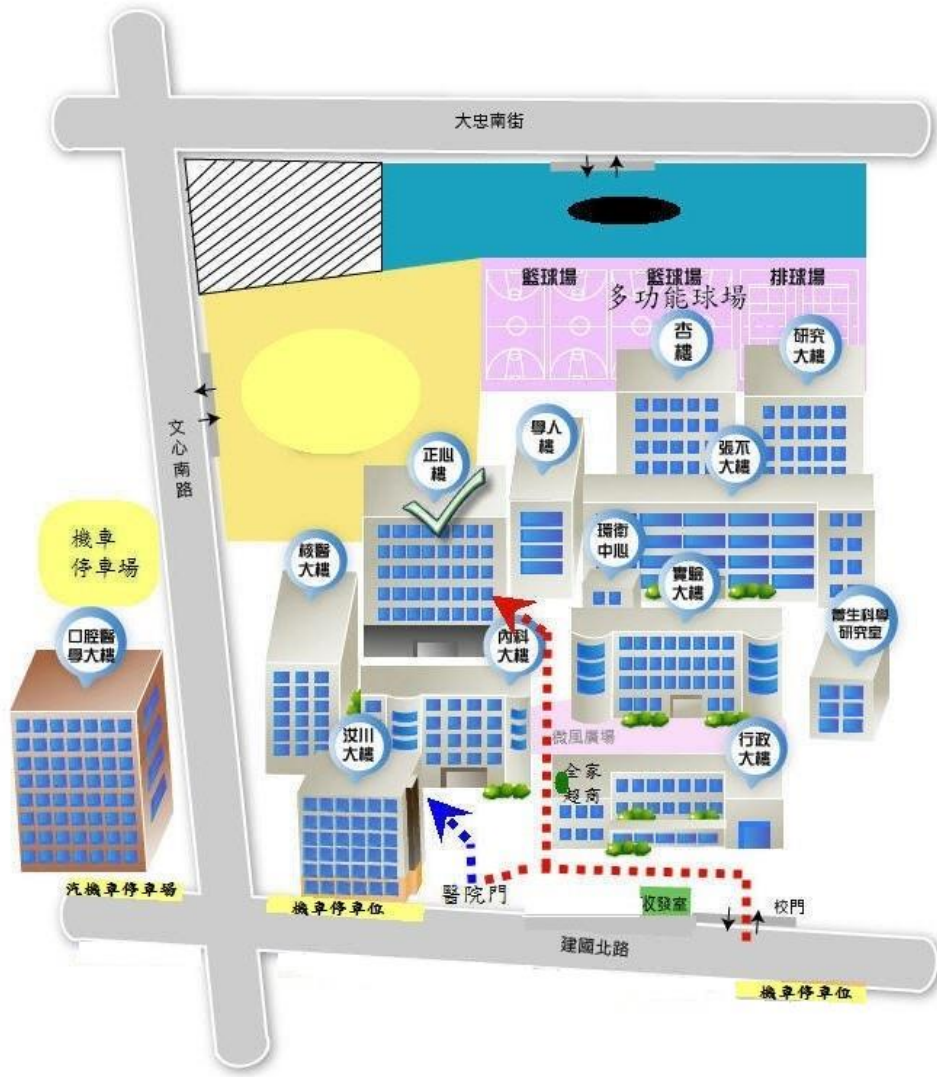 大忠南街
籃球場
籃球場
排球場
多功能球場
杏
樓
研究
大樓
文心南路
學人
樓
正心
樓
張不
大樓
機車
停車場
核醫
大樓
環衛
中心
實驗
大樓
口腔醫
學大樓
內科
大樓
營生科學
研究室
汝川
大樓
微風廣場
行政
大樓
全家
超商
汽機車停車場
機車停車位
醫院門
收發室
校門
建國北路
機車停車位